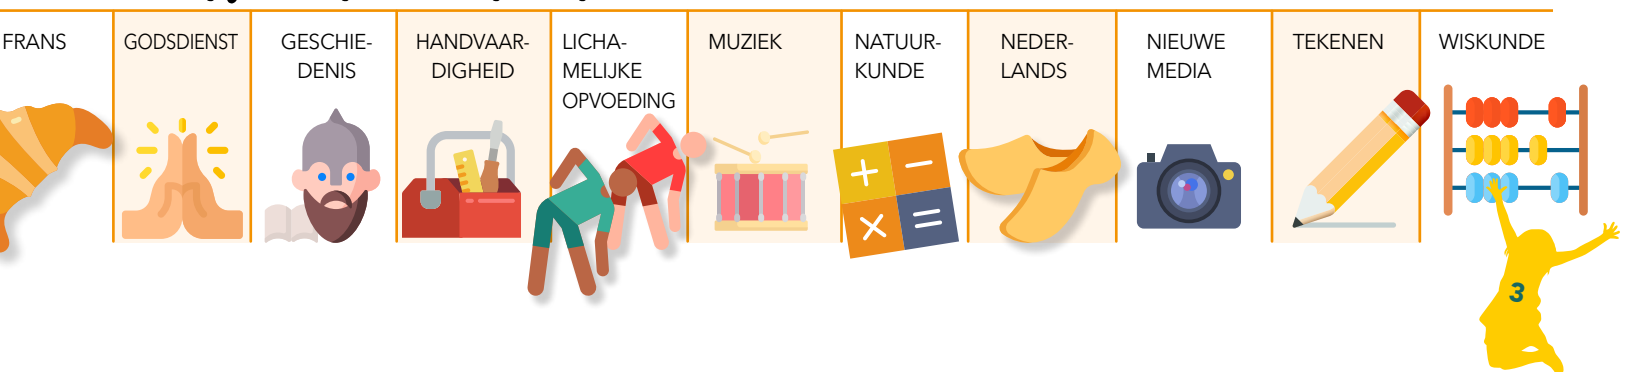 FRANS
GODSDIENST
GESCHIE-
DENIS
HANDVAAR-
DIGHEID
LICHA-
MELIJKE
OPVOEDING
MUZIEK
NATUUR-
KUNDE
NEDER-
LANDS
NIEUWE
MEDIA
TEKENEN
WISKUNDE
3